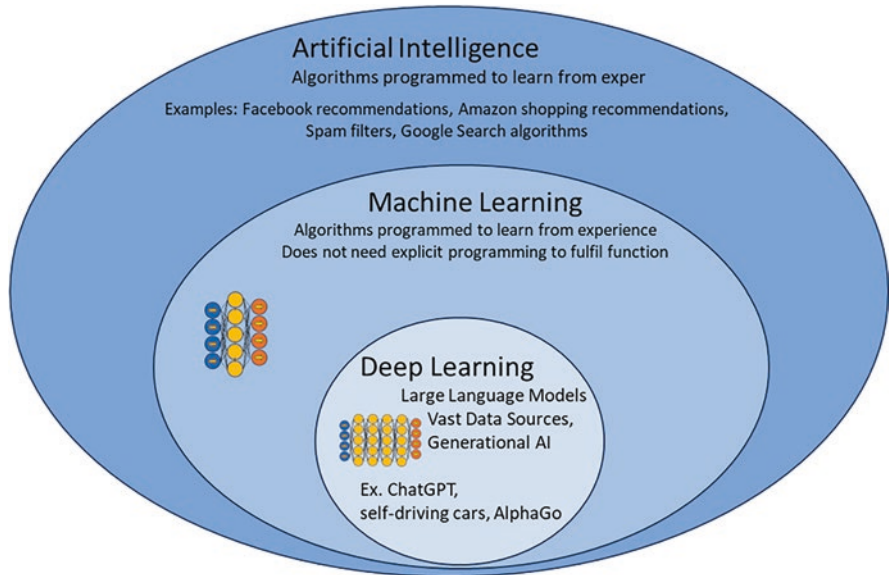 Artificial Intelligence
Algorithms programmed to learn from exper
Examples: Facebook recommendations, Amazon shopping recommendations,
Spam filters, Google Search algorithms
Machine Learning
Algorithms programmed to learn from experience
Does not need explicit programming to fulfil function
Deep Learning
Large Language Models
Vast Data Sources,
Generational AI
Ex. ChatGPT,
self-driving cars, AlphaGo